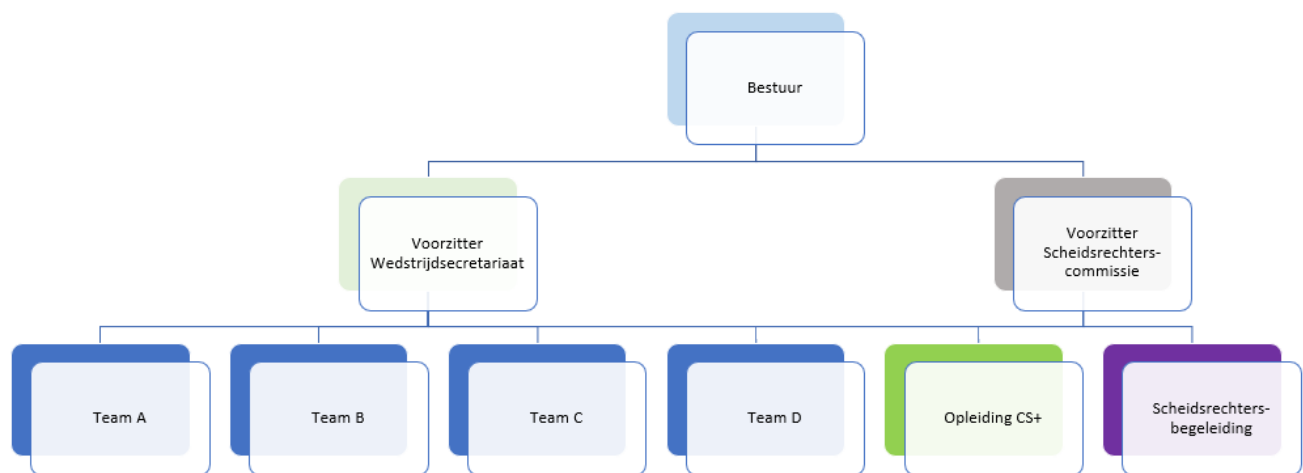 Bestuur
Voorzitter
Wedstrijdsecretariaat
Voorzitter
Scheidsrechters-
commissie
Team A
Team B
Team C
Team D
Opleiding CS+
Scheidsrechters-
begeleiding